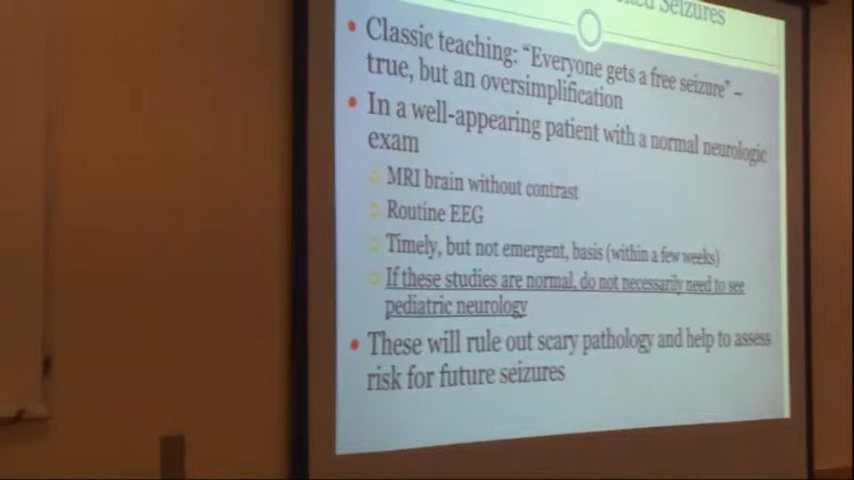 Seizures
Classic teaching: “Everyone gets a free seizure” –
true, but an oversimplification
In a well-appearing patient with a normal neurologic
exam
MRI brain without contrast
Routine EEG
Timely, but not emergent, basis (within a few weeks)
If these studies are normal, do not necessarily need to see
pediatric neurology
These will rule out scary pathology and help to assess
risk for future seizures